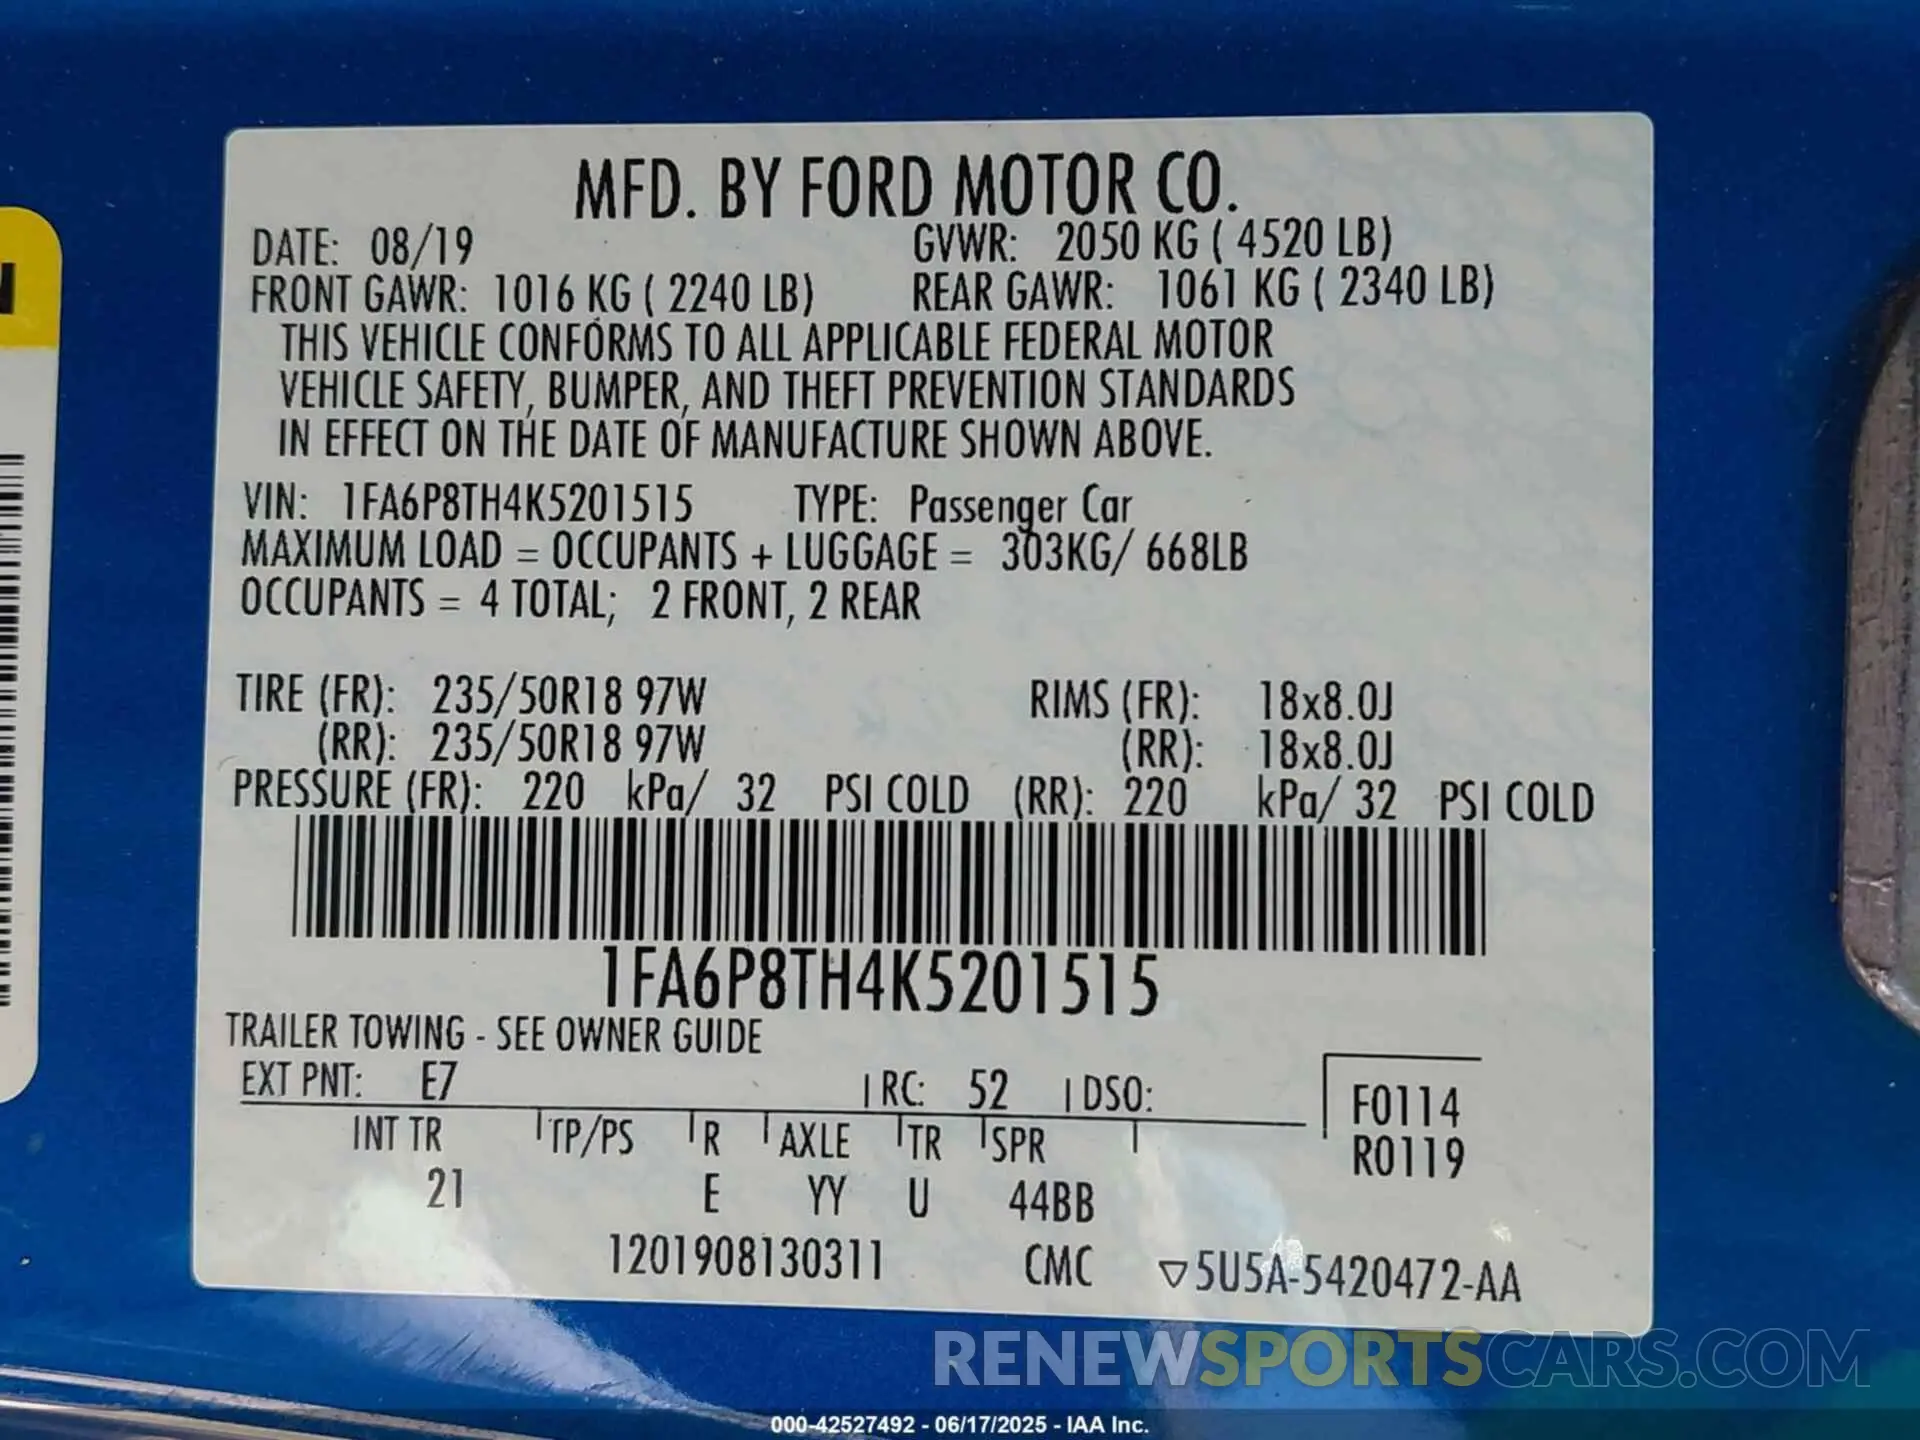 MFD. BY FORD MOTOR CO.
DATE: 08/19 GVWR: 2050 KG ( 4520 LB)
FRONT GAWR: 1016 KG ( 2240 LB) REAR GAWR: 1061 KG ( 2340 LB)
THIS VEHICLE CONFORMS TO ALL APPLICABLE FEDERAL MOTOR
VEHICLE SAFETY, BUMPER, AND THEFT PREVENTION STANDARDS
IN EFFECT ON THE DATE OF MANUFACTURE SHOWN ABOVE.
VIN: 1FA6P8TH4K5201515 TYPE: Passenger Car
MAXIMUM LOAD = OCCUPANTS + LUGGAGE = 303KG/ 668LB
OCCUPANTS = 4 TOTAL; 2 FRONT, 2 REAR
TIRE (FR): 235/50R18 97W RIMS (FR): 18x8.0J
(RR): 235/50R18 97W (RR): 18x8.0J
PRESSURE (FR): 220 kPa/ 32 PSI COLD (RR): 220 kPa/ 32 PSI COLD
1FA6P8TH4K5201515
TRAILER TOWING - SEE OWNER GUIDE
EXT PNT: E7 RC: 52 DSO:
F0114
INT TR TP/PS R AXLE TR SPR
R0119
21 E YY U 44BB
1201908130311 CMC 5U5A-5420472-AA
RENEWSPORTSCARS.COM
000-42527492 - 06/17/2025 - IAA Inc.